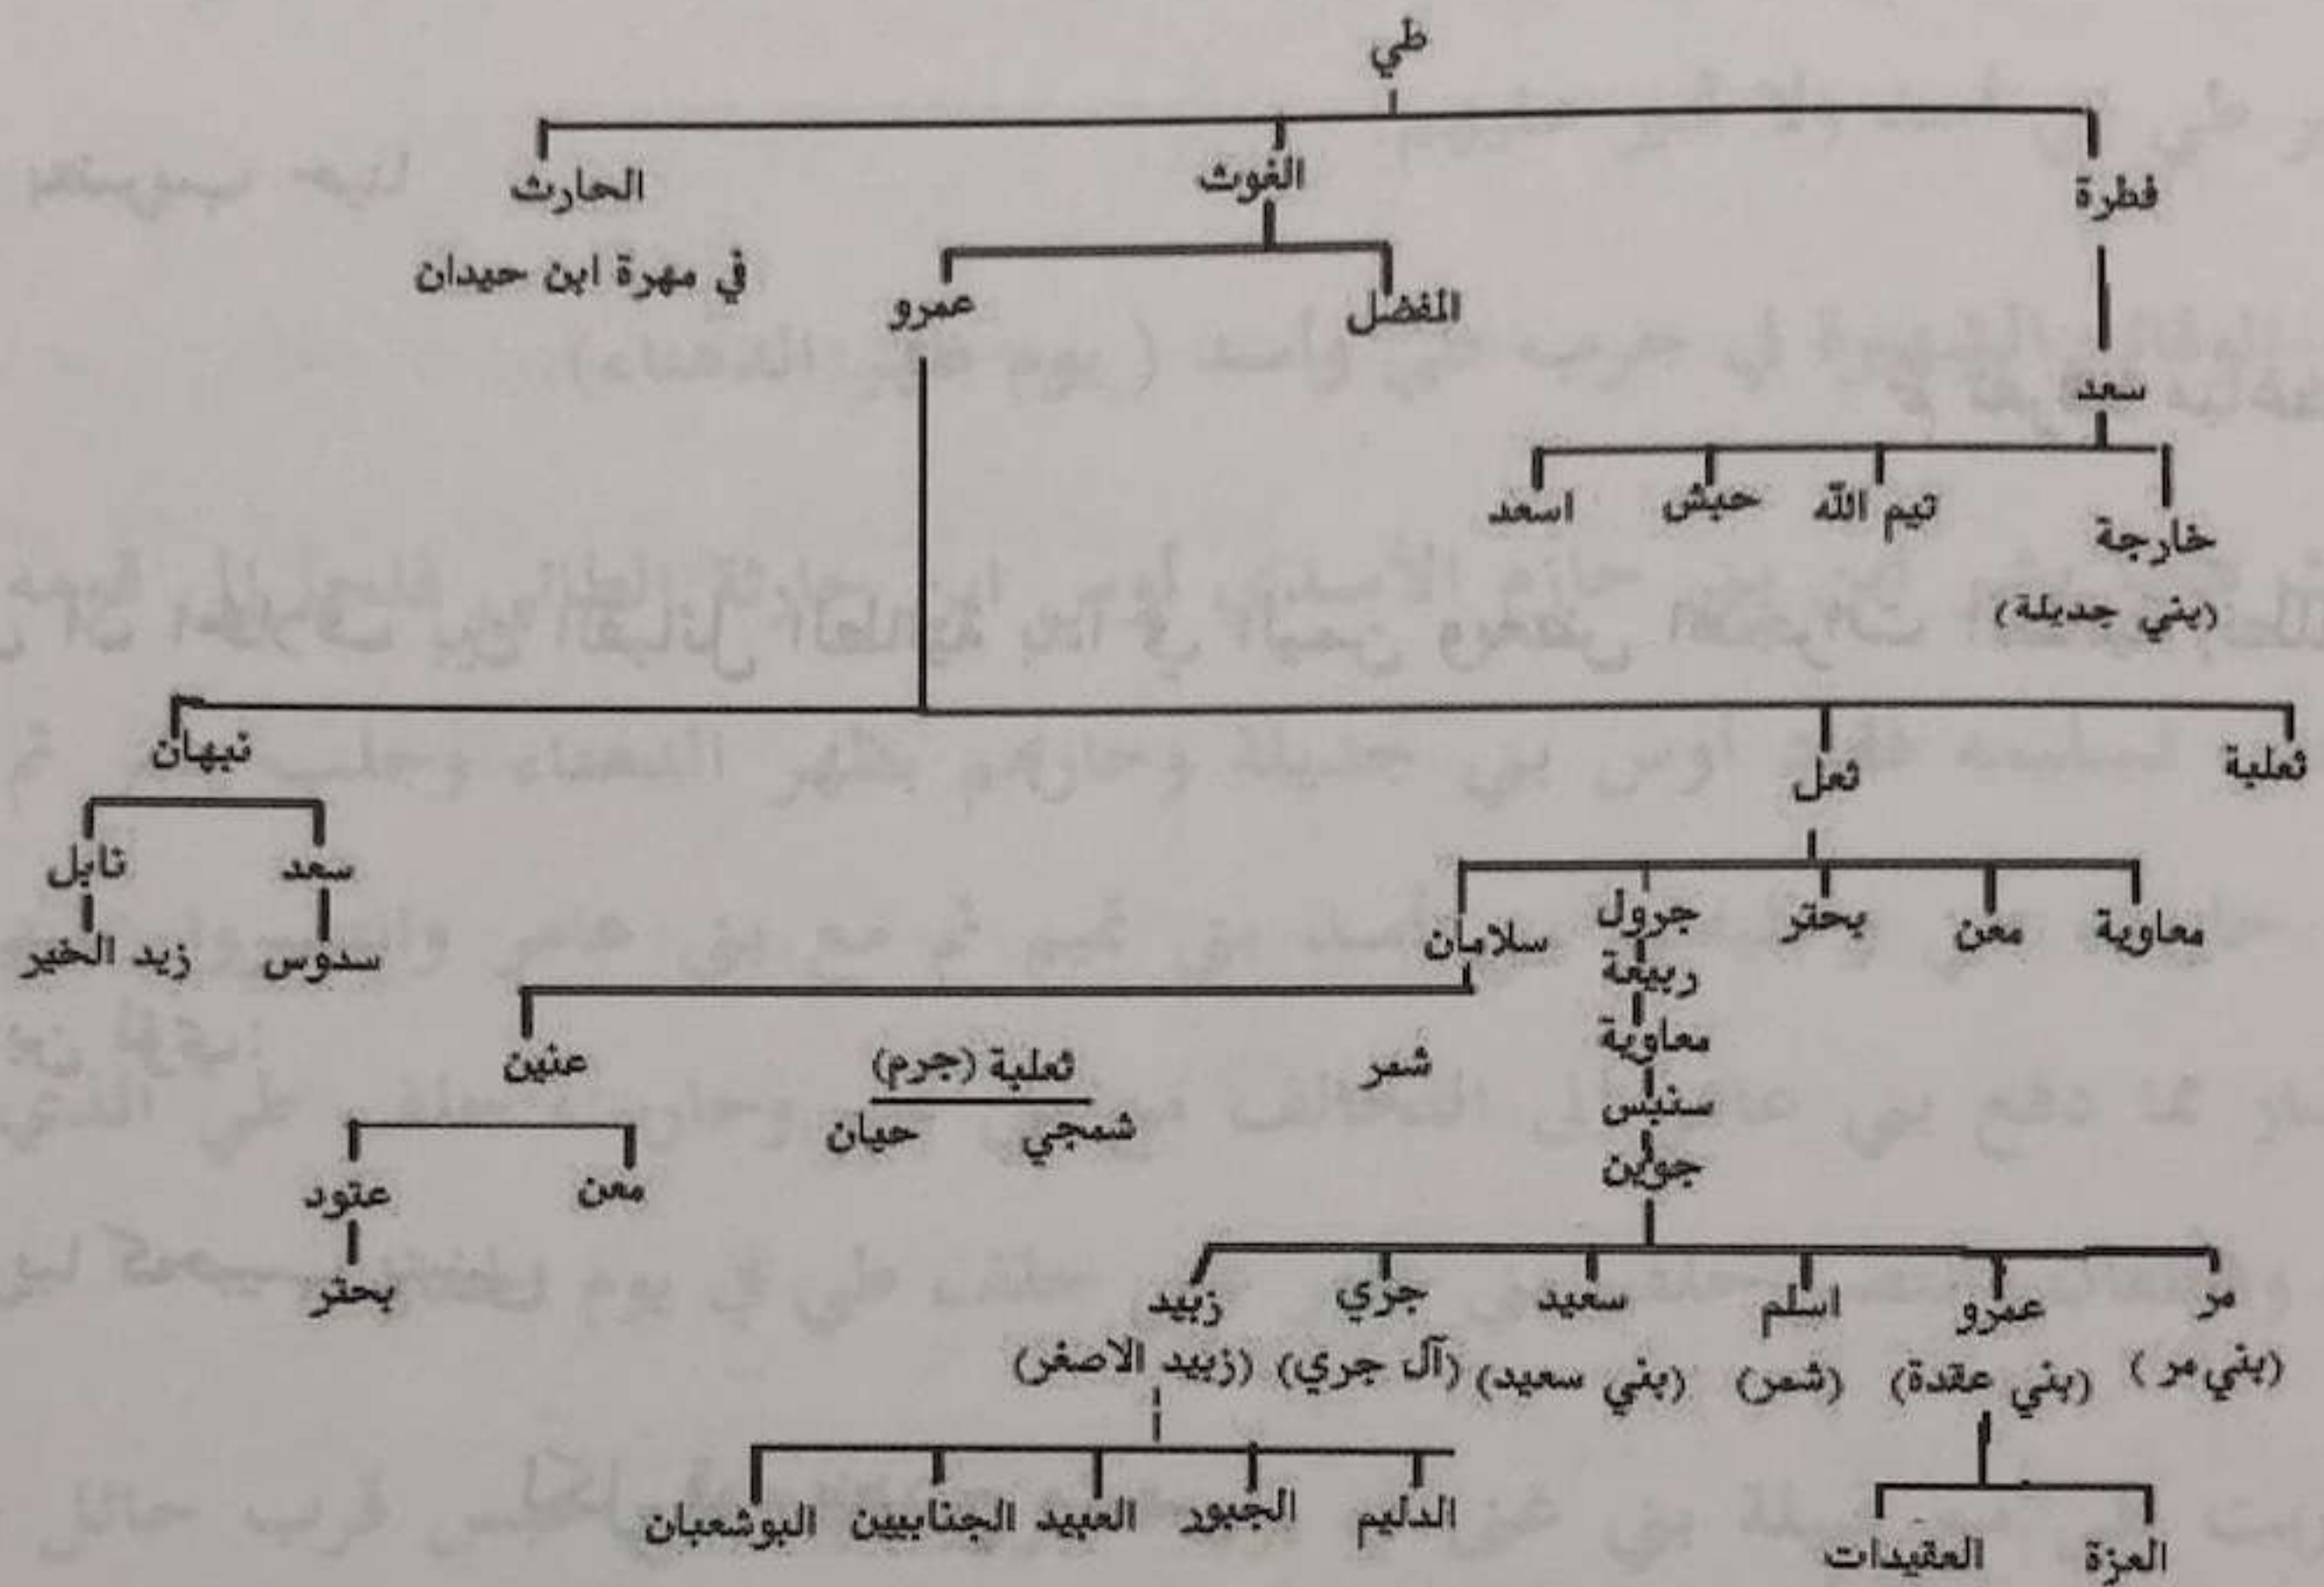 طي
فطرة الغوث الحارث
في مهرة ابن حيدان
المفضل عمرو
سعد
خارجة تيم الله حبش اسعد
(بني جديلة)
ثعلبة ثعل نبهان
سعد نابل
سدوس زيد الخير
معاوية معن بحتر جرول سلامان
ربيعة
معاوية
سنبس
جوين
شمر ثعلبة (جرم) عنين
شمجي حيان
معن عتود
بحتر
مر عمرو اسلم سعيد جري زبيد
(بني مر) (بني عقدة) (شمر) (بني سعيد) (آل جري) (زبيد الاصغر)
العزة العقيدات
الدليم الجبور العبيد الجنابيين البوشعبان